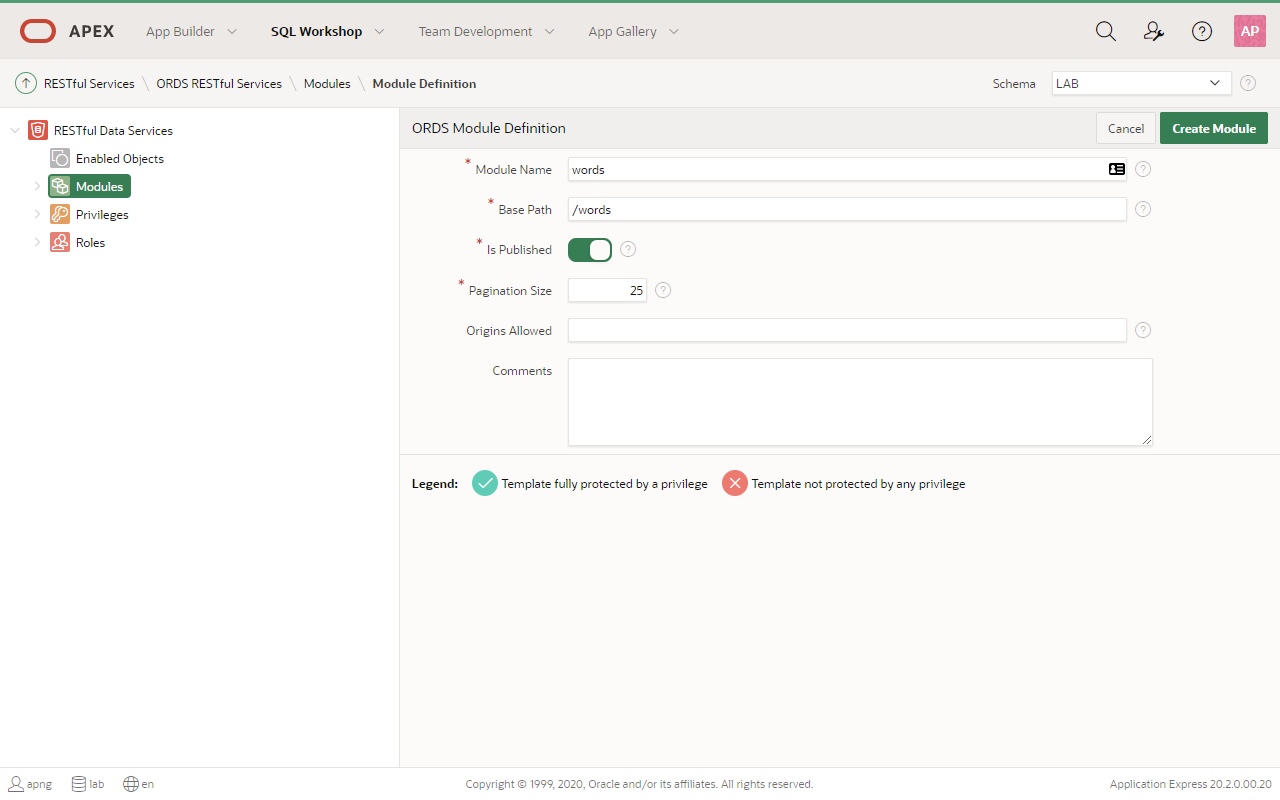 APEX App Builder SQL Workshop Team Development App Gallery AP
RESTful Services \ ORDS RESTful Services \ Modules \ Module Definition Schema LAB
RESTful Data Services
Enabled Objects
Modules
Privileges
Roles
ORDS Module Definition Cancel Create Module
* Module Name words
* Base Path /words
* Is Published
* Pagination Size 25
Origins Allowed
Comments
Legend: Template fully protected by a privilege Template not protected by any privilege
apng lab en Copyright © 1999, 2020, Oracle and/or its affiliates. All rights reserved. Application Express 20.2.0.00.20